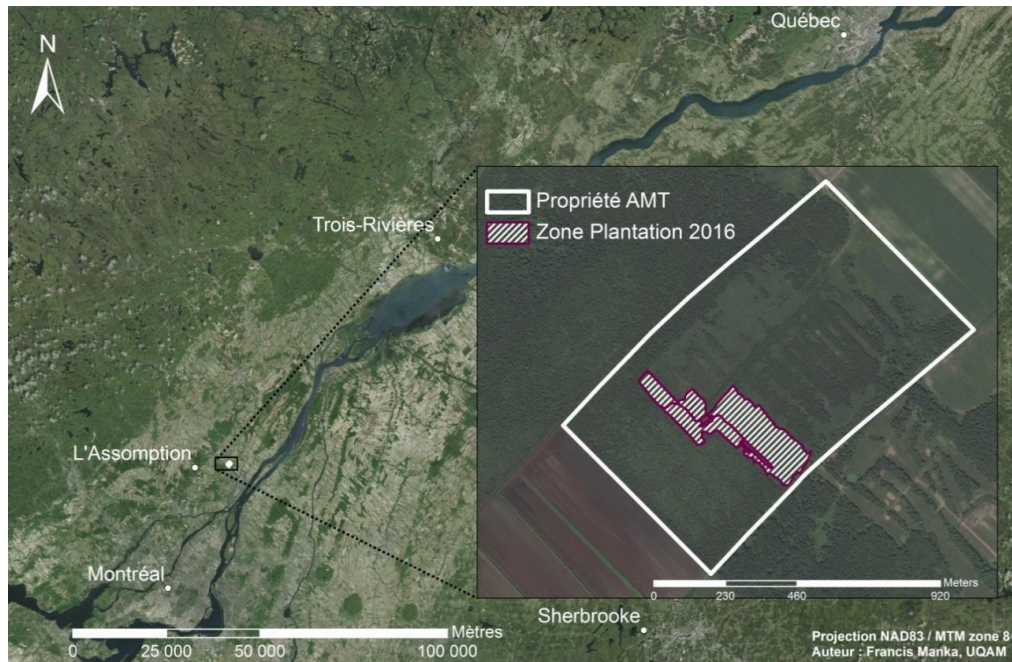 Québec
N
Propriété AMT
Zone Plantation 2016
Trois-Rivières
L'Assomption
Montréal
Meters
0 230 460 920
Sherbrooke
Mètres
0 25 000 50 000 100 000
Projection NAD83 / MTM zone 8
Auteur : Francis Manka, UQAM